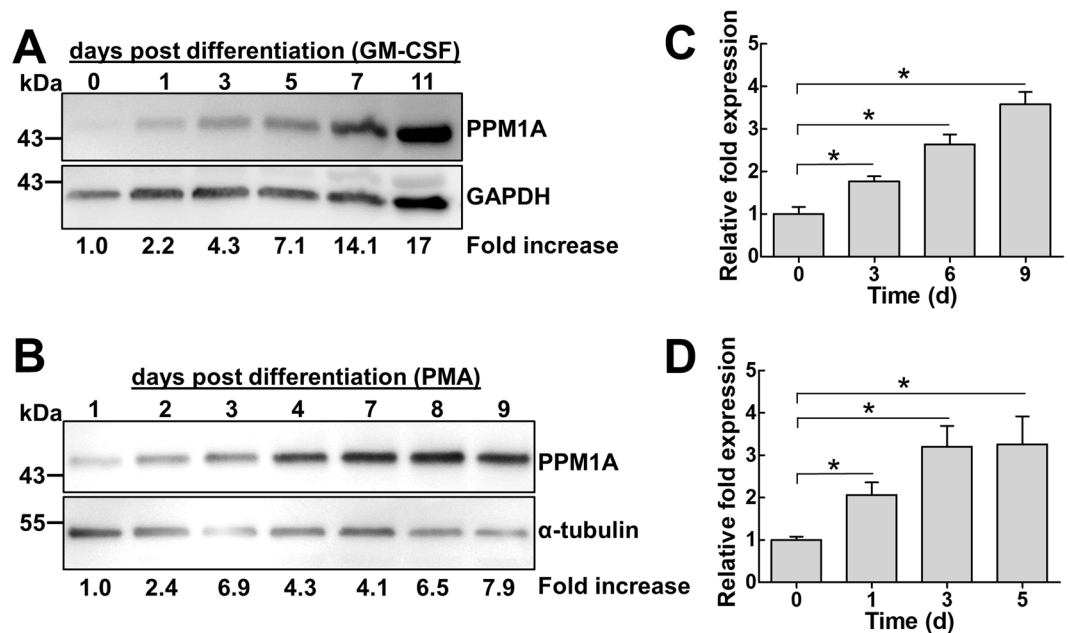 A
days post differentiation (GM-CSF)
kDa 0 1 3 5 7 11
43 PPM1A
43 GAPDH
1.0 2.2 4.3 7.1 14.1 17 Fold increase
B
days post differentiation (PMA)
kDa 1 2 3 4 7 8 9
43 PPM1A
55 α-tubulin
1.0 2.4 6.9 4.3 4.1 6.5 7.9 Fold increase
C
Relative fold expression
5
4
3
2
1
0
* * *
0 3 6 9
Time (d)
D
Relative fold expression
5
4
3
2
1
0
* * *
0 1 3 5
Time (d)